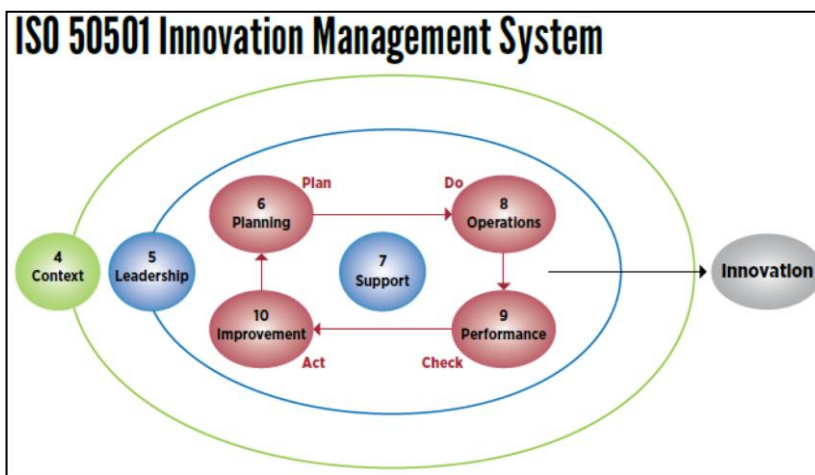 ISO 50501 Innovation Management System
Plan
Do
6
Planning
8
Operations
4
Context
5
Leadership
7
Support
Innovation
10
Improvement
9
Performance
Act
Check